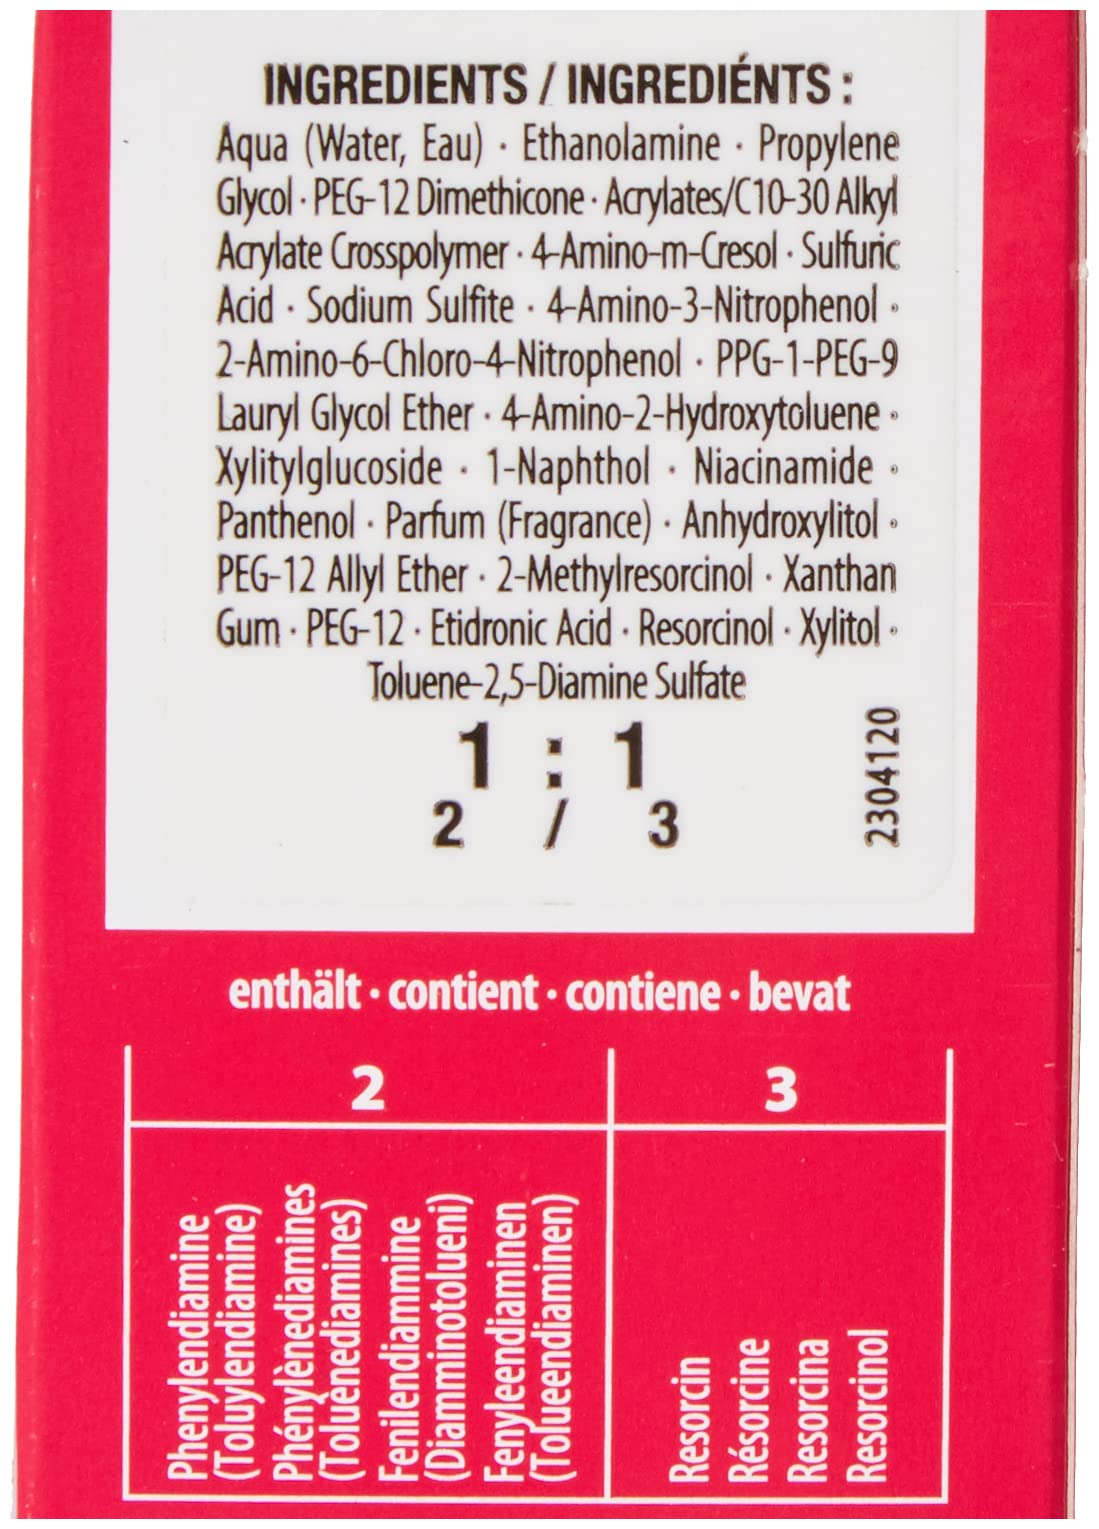 INGREDIENTS / INGREDIÉNTS :
Aqua (Water, Eau) · Ethanolamine · Propylene
Glycol · PEG-12 Dimethicone · Acrylates/C10-30 Alkyl
Acrylate Crosspolymer · 4-Amino-m-Cresol · Sulfuric
Acid · Sodium Sulfite · 4-Amino-3-Nitrophenol ·
2-Amino-6-Chloro-4-Nitrophenol · PPG-1-PEG-9
Lauryl Glycol Ether · 4-Amino-2-Hydroxytoluene ·
Xylitylglucoside · 1-Naphthol · Niacinamide ·
Panthenol · Parfum (Fragrance) · Anhydroxylitol ·
PEG-12 Allyl Ether · 2-Methylresorcinol · Xanthan
Gum · PEG-12 · Etidronic Acid · Resorcinol · Xylitol ·
Toluene-2,5-Diamine Sulfate
1 : 1
2 / 3
2304120
enthält · contient · contiene · bevat
2
3
Phenylendiamine
(Toluylendiamine)
Phénylènediamines
(Toluènediamines)
Fenilendiammine
(Diamminotolueni)
Fenyleendiaminen
(Tolueendiaminen)
Resorcin
Résorcine
Resorcina
Resorcinol